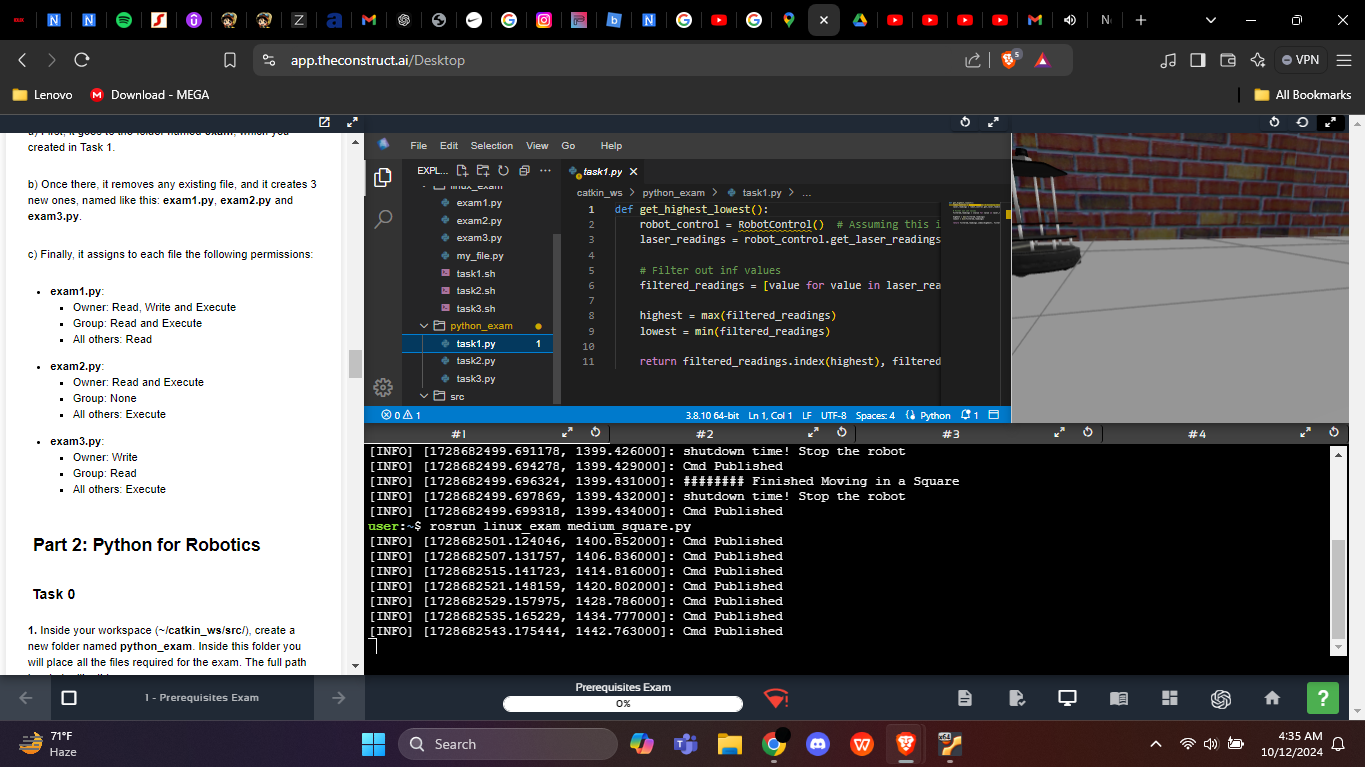 app.theconstruct.ai/Desktop
5
VPN
Lenovo
Download - MEGA
All Bookmarks
created in Task 1.
b) Once there, it removes any existing file, and it creates 3
new ones, named like this: exam1.py, exam2.py and
exam3.py.
c) Finally, it assigns to each file the following permissions:
exam1.py:
Owner: Read, Write and Execute
Group: Read and Execute
All others: Read
exam2.py:
Owner: Read and Execute
Group: None
All others: Execute
exam3.py:
Owner: Write
Group: Read
All others: Execute
Part 2: Python for Robotics
Task 0
1. Inside your workspace (~/catkin_ws/src/), create a
new folder named python_exam. Inside this folder you
will place all the files required for the exam. The full path
File Edit Selection View Go Help
EXPL...
linux_exam
exam1.py
exam2.py
exam3.py
my_file.py
task1.sh
task2.sh
task3.sh
python_exam
task1.py 1
task2.py
task3.py
src
task1.py
catkin_ws > python_exam > task1.py > ...
1 def get_highest_lowest():
2 robot_control = RobotControl() # Assuming this i
3 laser_readings = robot_control.get_laser_readings
4
5 # Filter out inf values
6 filtered_readings = [value for value in laser_rea
7
8 highest = max(filtered_readings)
9 lowest = min(filtered_readings)
10
11 return filtered_readings.index(highest), filtered
0 1 3.8.10 64-bit Ln 1, Col 1 LF UTF-8 Spaces: 4 Python 1
#1 #2 #3 #4
[INFO] [1728682499.691178, 1399.426000]: shutdown time! Stop the robot
[INFO] [1728682499.694278, 1399.429000]: Cmd Published
[INFO] [1728682499.696324, 1399.431000]: ######## Finished Moving in a Square
[INFO] [1728682499.697869, 1399.432000]: shutdown time! Stop the robot
[INFO] [1728682499.699318, 1399.434000]: Cmd Published
user:~$ rosrun linux_exam medium_square.py
[INFO] [1728682501.124046, 1400.852000]: Cmd Published
[INFO] [1728682507.131757, 1406.836000]: Cmd Published
[INFO] [1728682515.141723, 1414.816000]: Cmd Published
[INFO] [1728682521.148159, 1420.802000]: Cmd Published
[INFO] [1728682529.157975, 1428.786000]: Cmd Published
[INFO] [1728682535.165229, 1434.777000]: Cmd Published
[INFO] [1728682543.175444, 1442.763000]: Cmd Published
1 - Prerequisites Exam
Prerequisites Exam
0%
?
71°F
Haze
Search
4:35 AM
10/12/2024